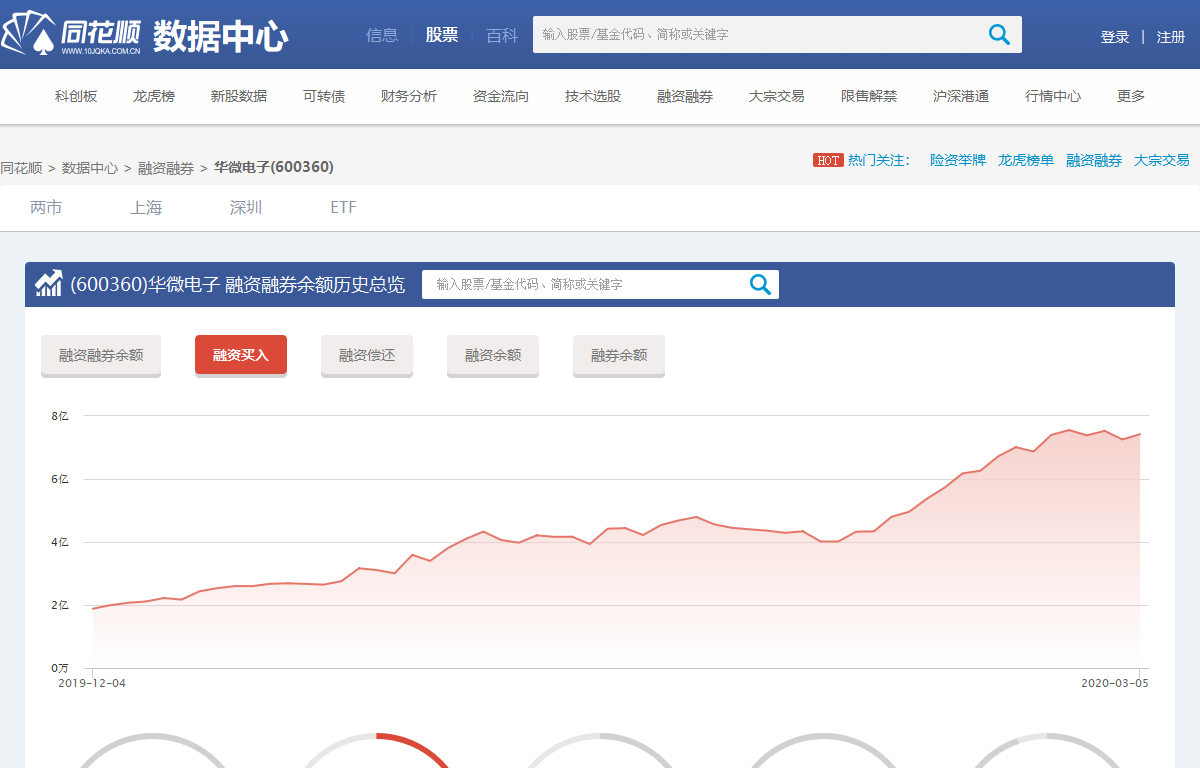 同花顺 数据中心
WWW.10JQKA.COM.CN
信息 股票 百科
输入股票/基金代码、简称或关键字
登录 | 注册
科创板 龙虎榜 新股数据 可转债 财务分析 资金流向 技术选股 融资融券 大宗交易 限售解禁 沪深港通 行情中心 更多
同花顺 > 数据中心 > 融资融券 > 华微电子(600360)
HOT 热门关注： 险资举牌 龙虎榜单 融资融券 大宗交易
两市 上海 深圳 ETF
(600360)华微电子 融资融券余额历史总览
输入股票/基金代码、简称或关键字
融资融券余额 融资买入 融资偿还 融资余额 融券余额
8亿
6亿
4亿
2亿
0万
2019-12-04 2020-03-05